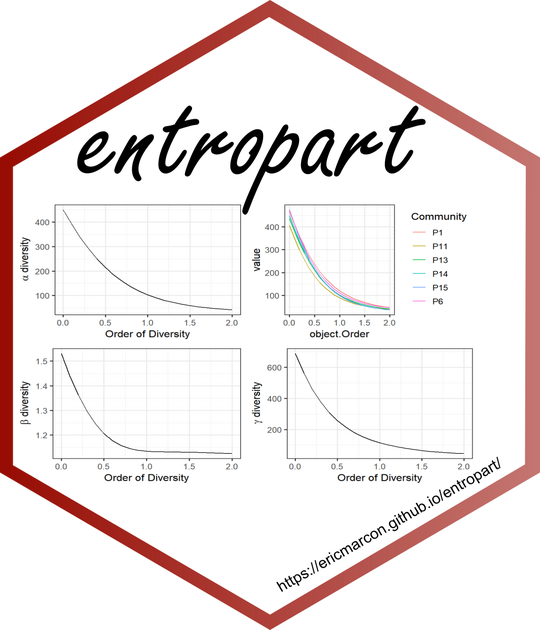 entropart
α diversity
400
300
200
100
0.0 0.5 1.0 1.5 2.0
Order of Diversity
value
400
300
200
100
0.0 0.5 1.0 1.5 2.0
object.Order
Community
P1
P11
P13
P14
P15
P6
β diversity
1.5
1.4
1.3
1.2
0.0 0.5 1.0 1.5 2.0
Order of Diversity
γ diversity
600
400
200
0.0 0.5 1.0 1.5 2.0
Order of Diversity
https://ericmarcon.github.io/entropart/